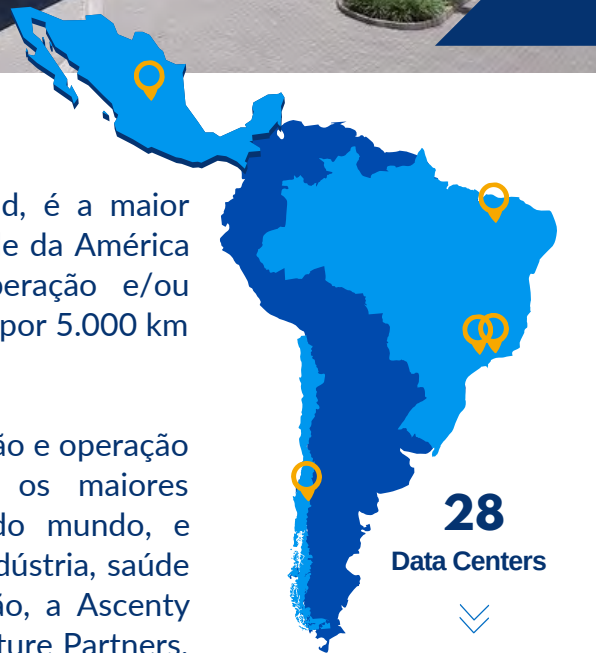 d, é a maior
e da América
peração e/ou
por 5.000 km
ão e operação
os maiores
do mundo, e
dústria, saúde
ão, a Ascenty
ture Partners.
28
Data Centers